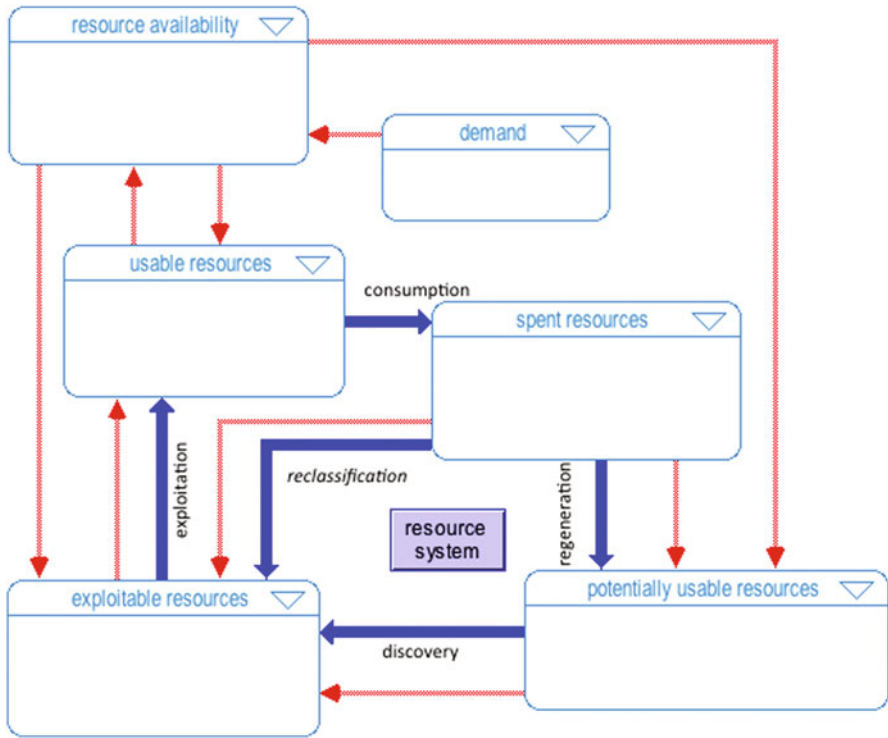 resource availability
demand
usable resources
consumption
spent resources
exploitation
reclassification
regeneration
resource
system
exploitable resources
potentially usable resources
discovery